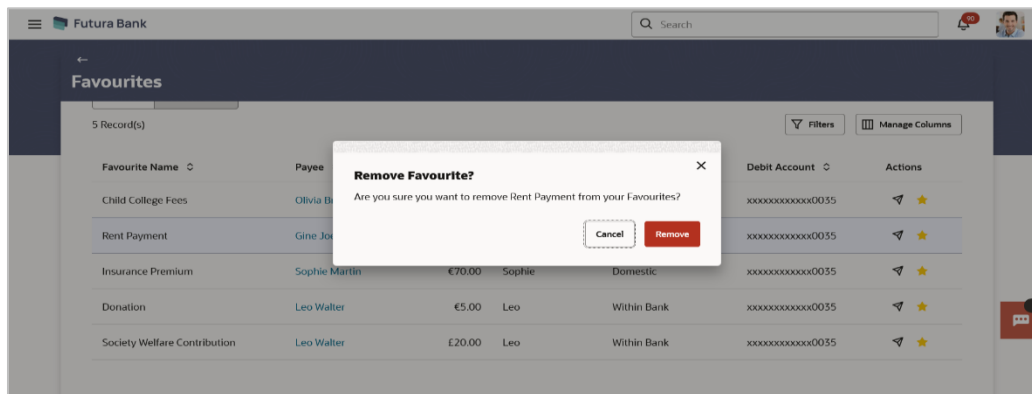 Futura Bank
Search
90
Favourites
5 Record(s)
Filters
Manage Columns
Favourite Name Payee Debit Account Actions
Remove Favourite?
Are you sure you want to remove Rent Payment from your Favourites?
Cancel Remove
Child College Fees Olivia xxxxxxxxxxxx0035
Rent Payment Gine xxxxxxxxxxxx0035
Insurance Premium Sophie Martin €70.00 Sophie Domestic xxxxxxxxxxxx0035
Donation Leo Walter €5.00 Leo Within Bank xxxxxxxxxxxx0035
Society Welfare Contribution Leo Walter £20.00 Leo Within Bank xxxxxxxxxxxx0035